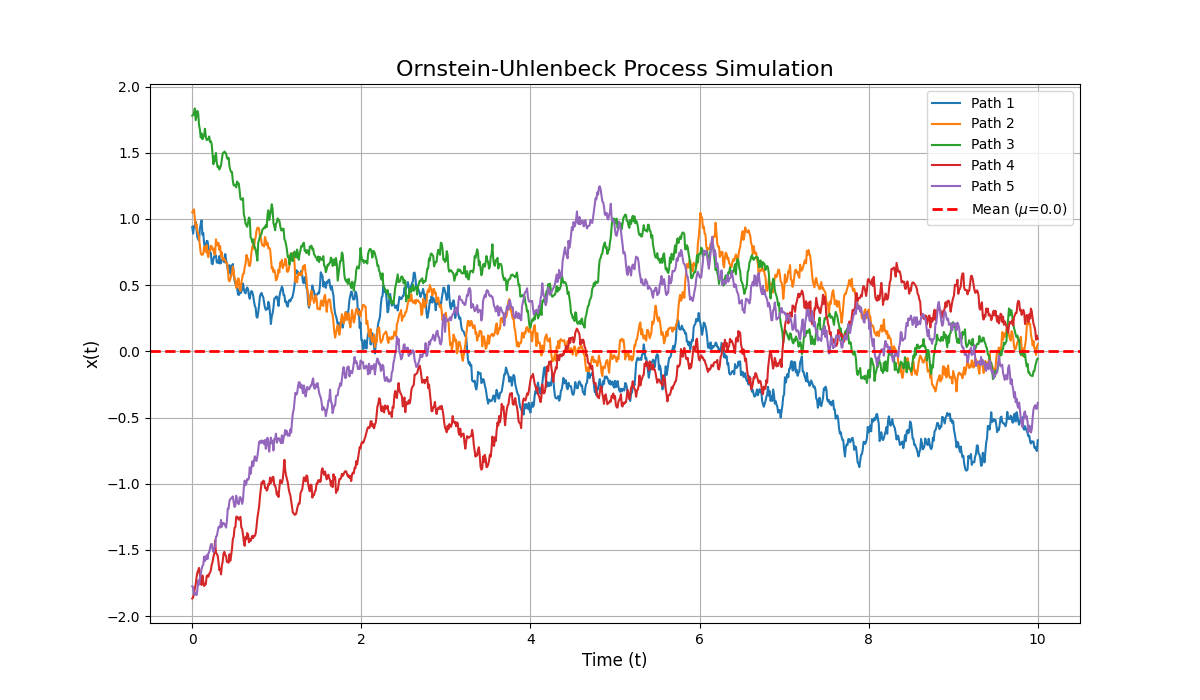 Ornstein-Uhlenbeck Process Simulation
2.0
1.5
1.0
0.5
0.0
−0.5
−1.0
−1.5
−2.0
x(t)
Path 1
Path 2
Path 3
Path 4
Path 5
Mean (μ=0.0)
0 2 4 6 8 10
Time (t)